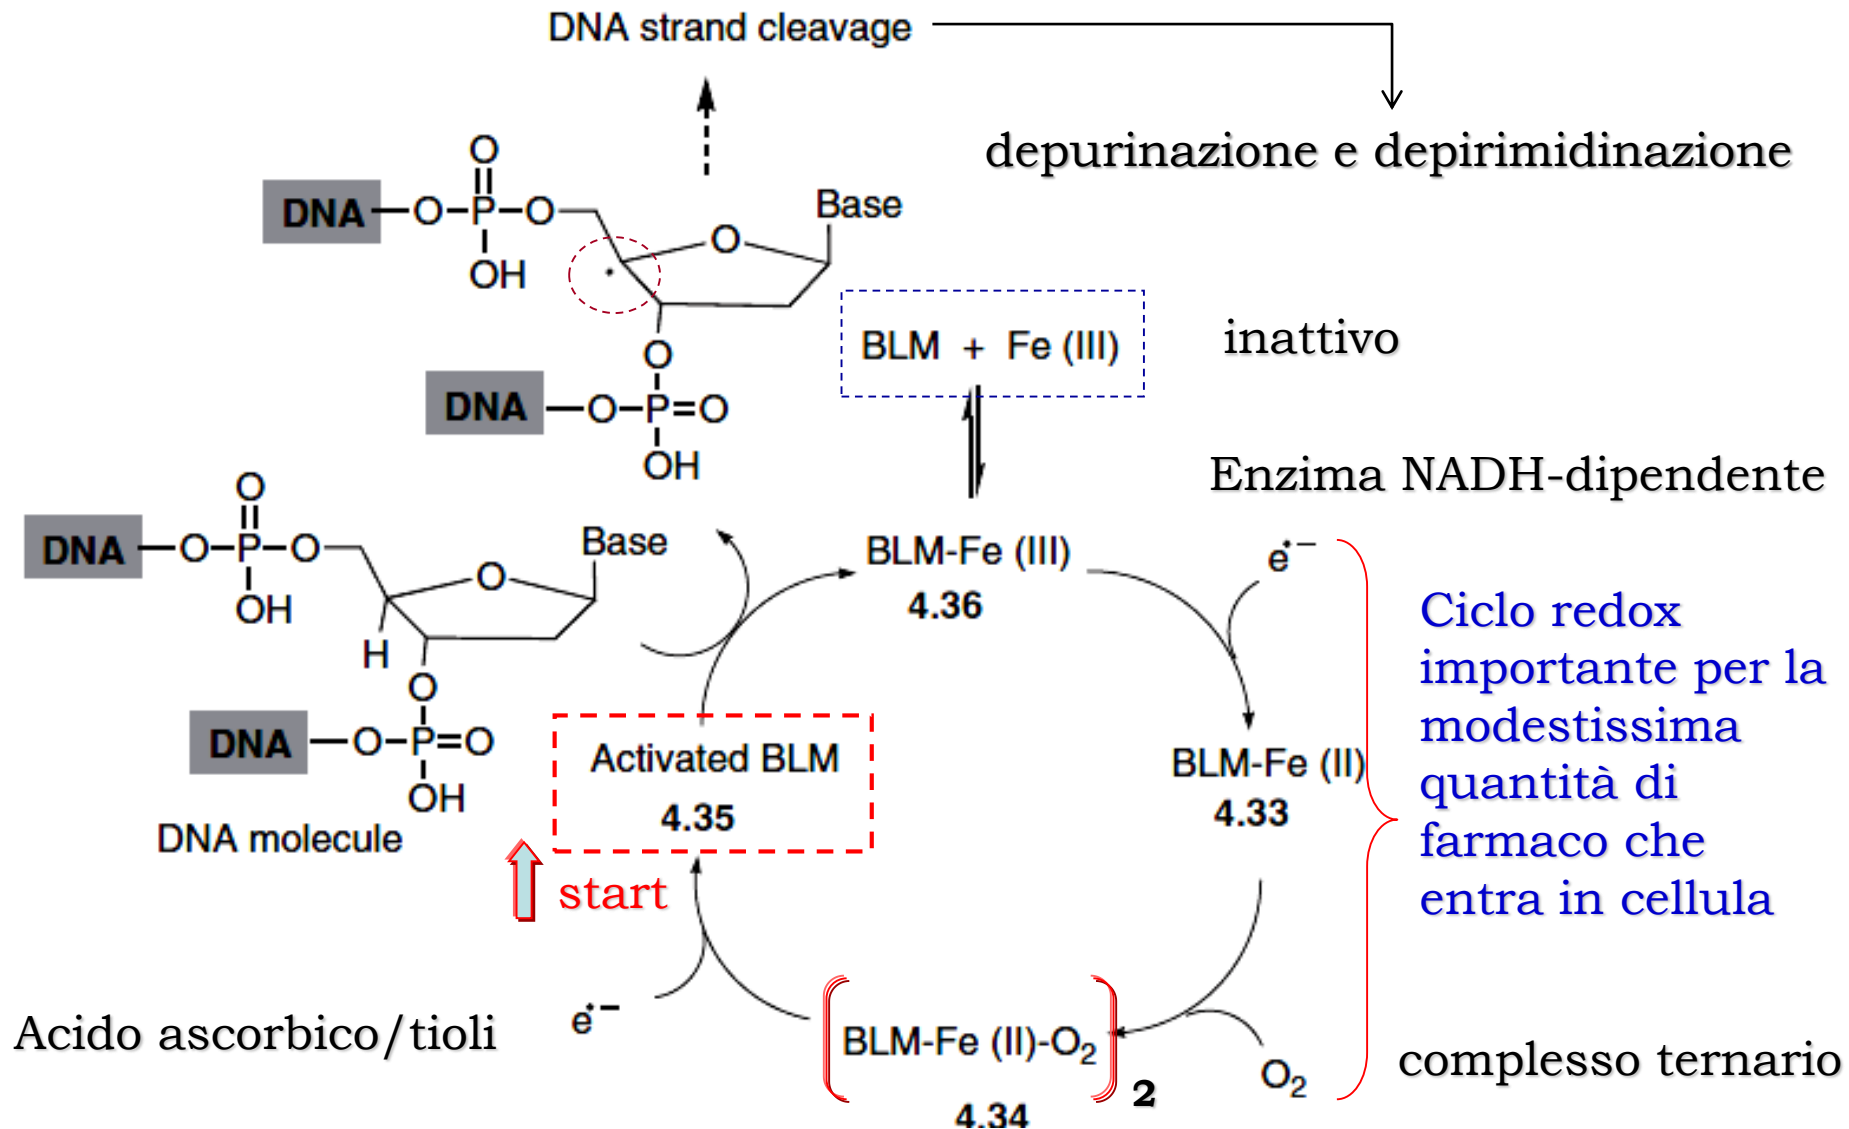 DNA strand cleavage
depurinazione e depirimidinazione
O
DNA—O—P—O
Base
O
OH
O
DNA—O—P=O
OH
BLM + Fe (III)
inattivo
Enzima NADH-dipendente
O
DNA—O—P—O
Base
O
OH
H
O
DNA—O—P=O
OH
DNA molecule
BLM-Fe (III)
4.36
e•−
BLM-Fe (II)
4.33
Ciclo redox
importante per la
modestissima
quantità di
farmaco che
entra in cellula
Activated BLM
4.35
start
Acido ascorbico/tioli
e•−
BLM-Fe (II)-O2
2
4.34
O2
complesso ternario